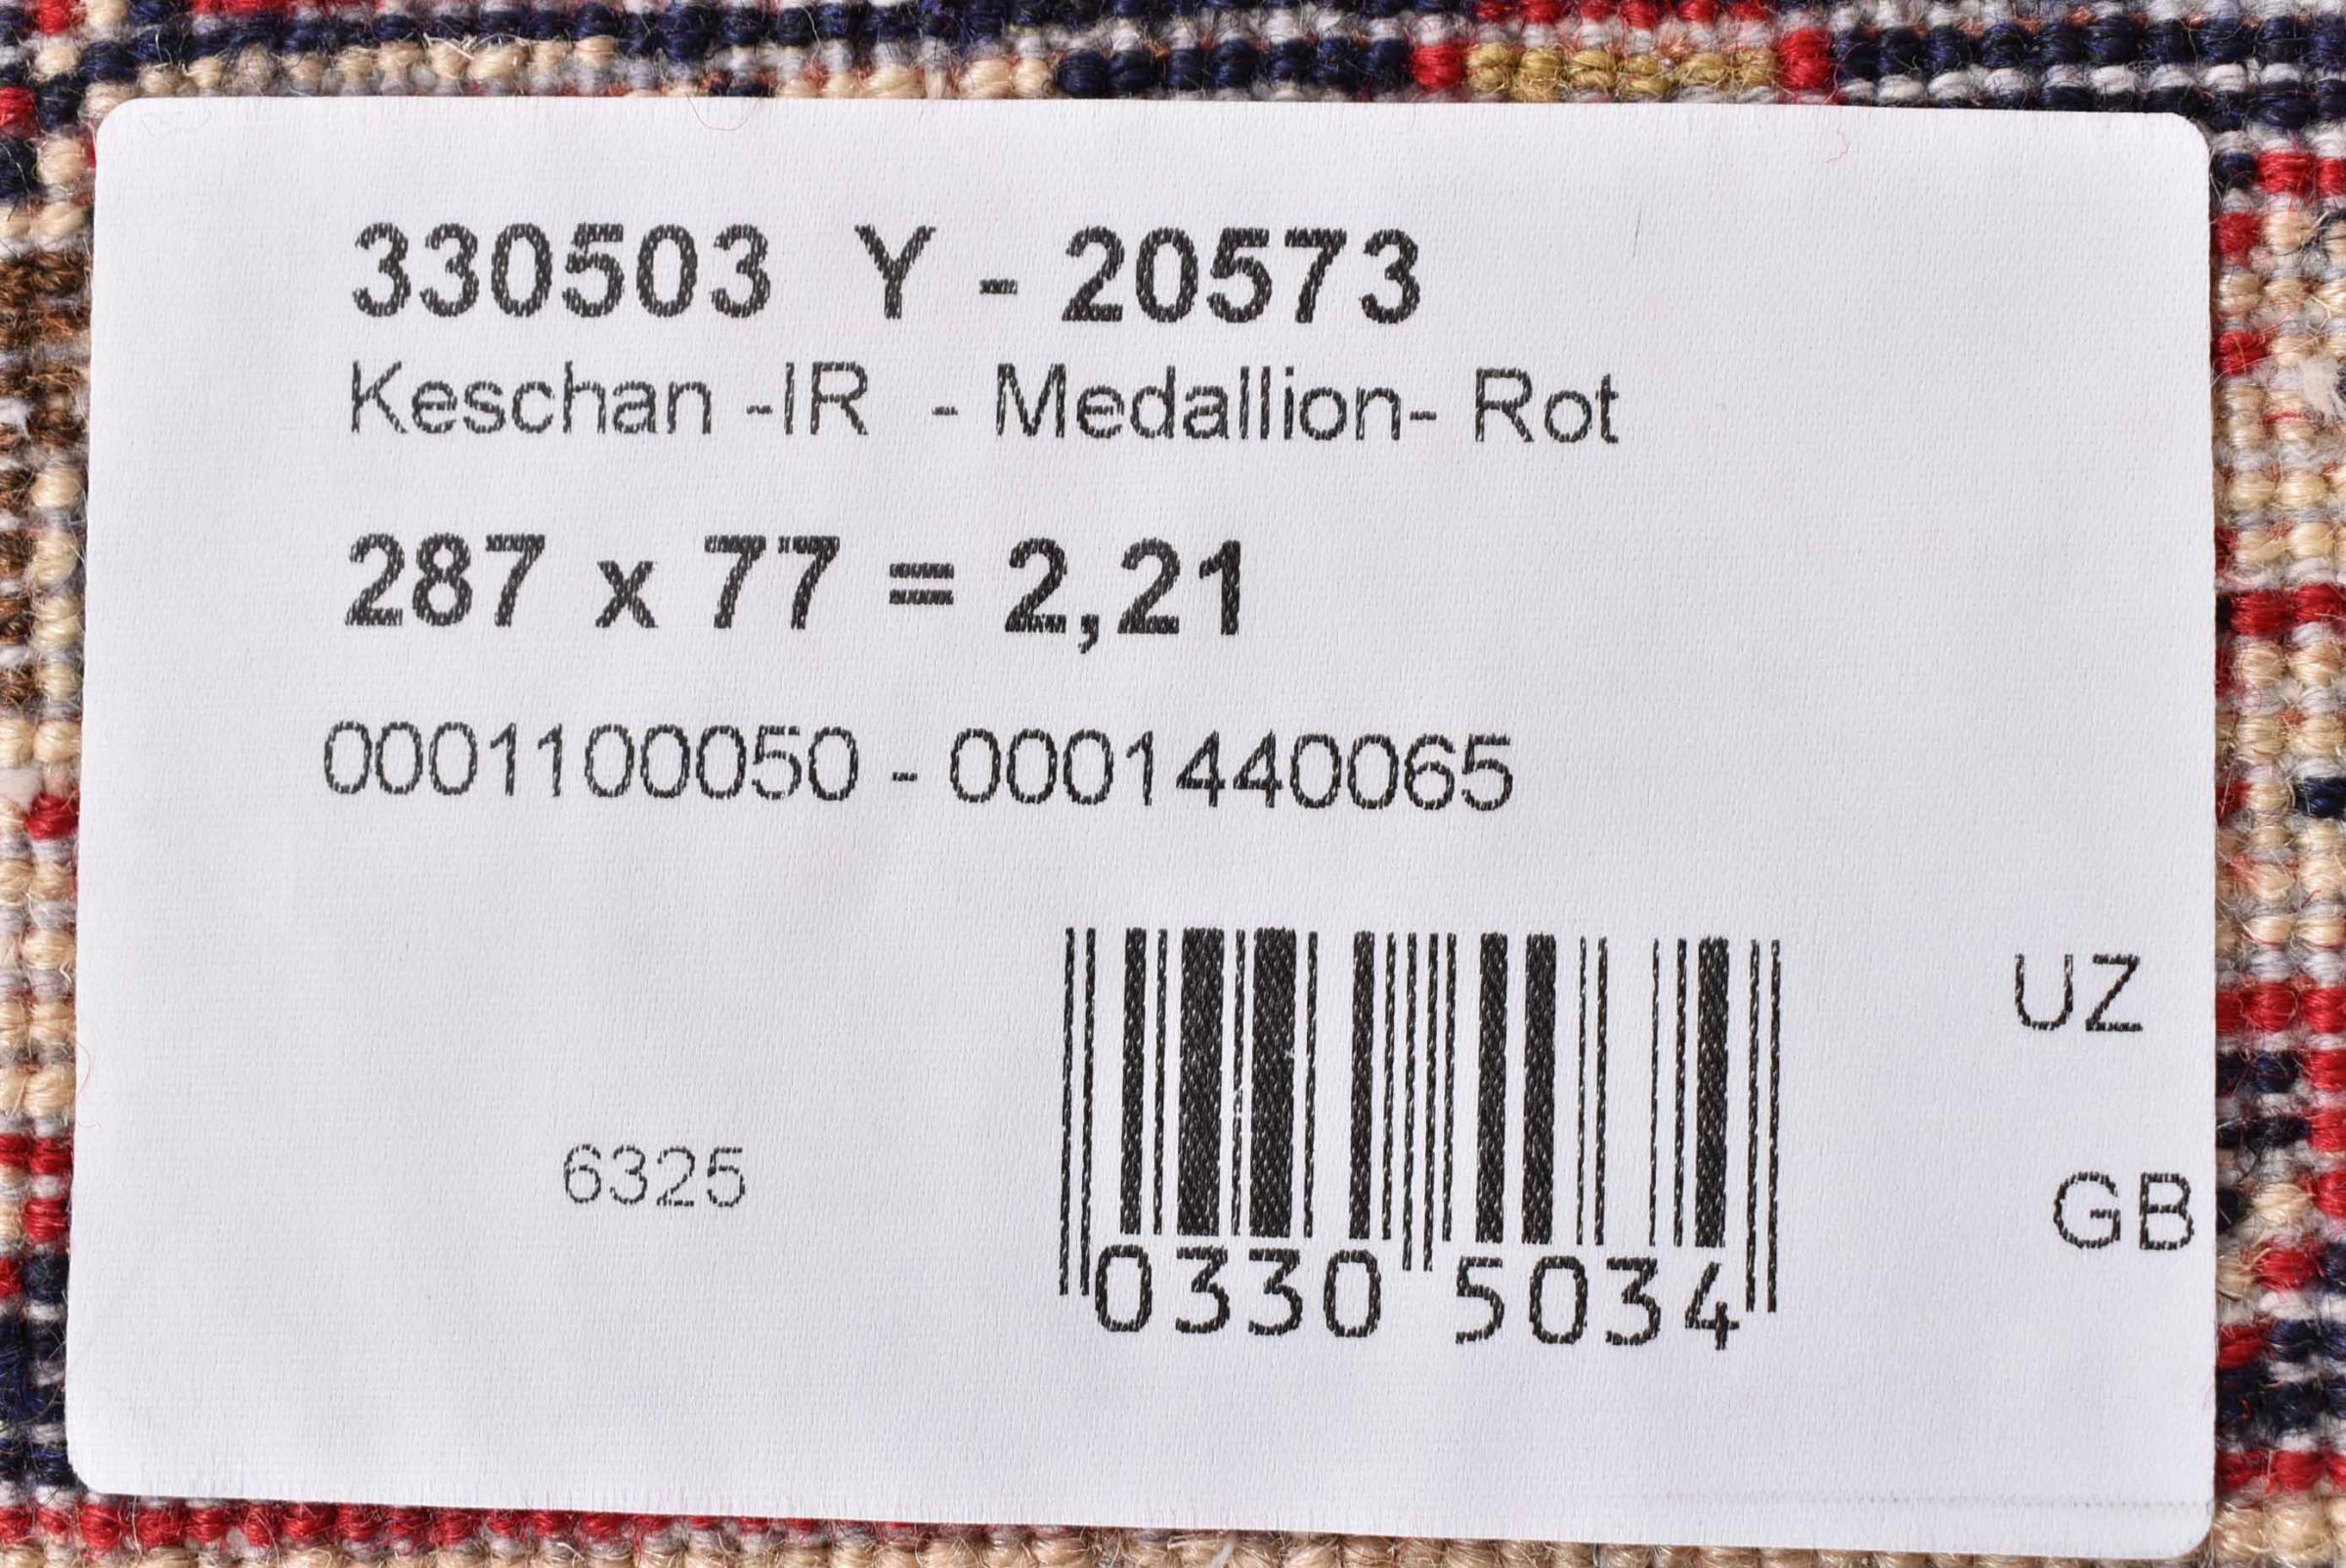 330503 Y - 20573
Keschan -IR - Medallion- Rot
287 x 77 = 2,21
0001100050 - 0001440065
UZ
6325
GB
0330 5034